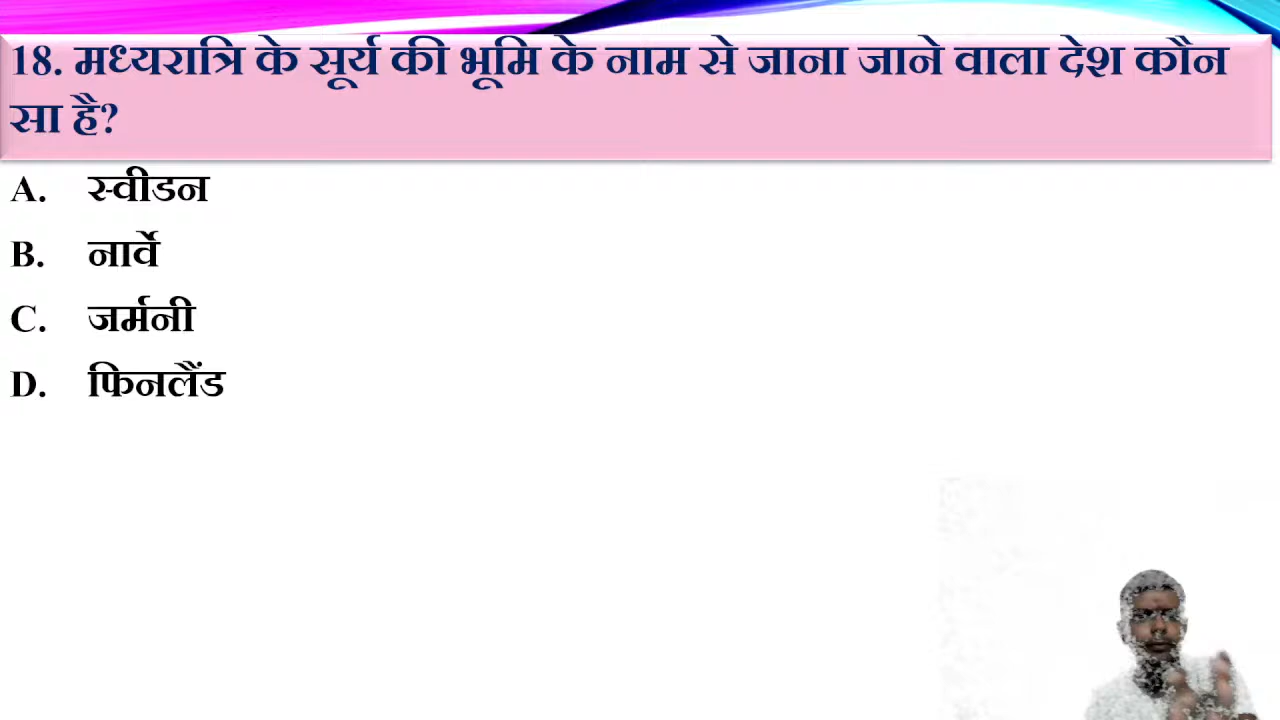 18. मध्यरात्रि के सूर्य की भूमि के नाम से जाना जाने वाला देश कौन
सा है?
A. स्वीडन
B. नार्वे
C. जर्मनी
D. फिनलैंड